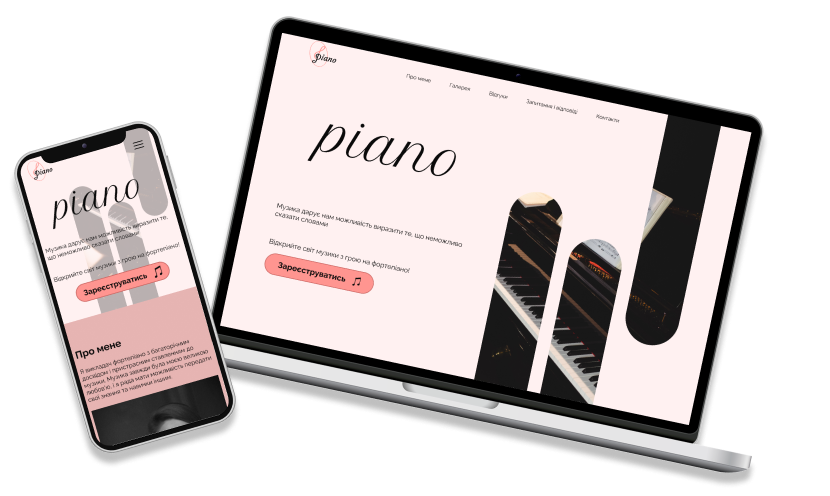 piano
Про мене
Галерея
Відгуки
Запитання і відповіді
Контакти
piano
Музика дарує нам можливість виразити те, що неможливо
сказати словами
Відкрийте світ музики з грою на фортепіано!
Зареєструватись
piano
piano
Музика дарує нам можливість виразити те,
що неможливо сказати словами
Відкрийте світ музики з грою на фортепіано!
Зареєструватись
Про мене
Я викладач фортепіано з багаторічним
досвідом і пристрасним ставленням до
музики. Музика завжди була моєю великою
любов'ю, і я рада мати можливість передати
свої знання та навички іншим.